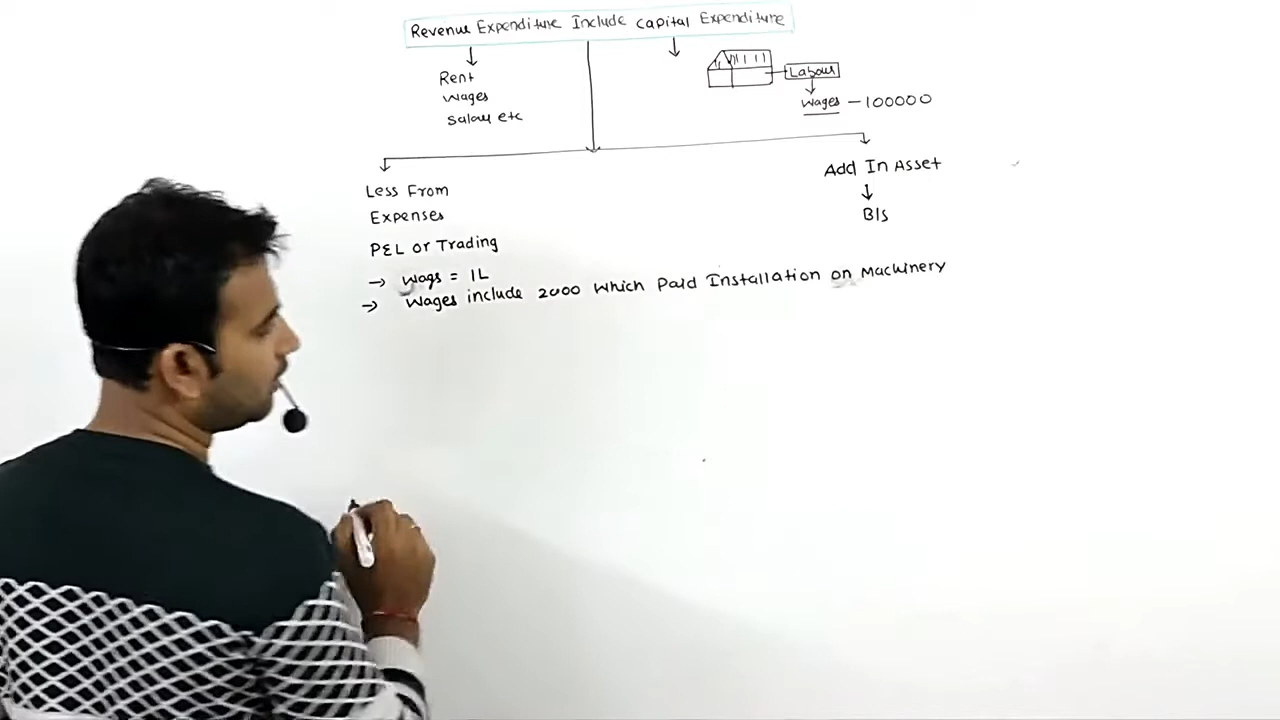 Revenue Expenditure Include Capital Expenditure
Rent
Wages
Salary etc
Labour
Wages - 100000
Less From
Expenses
P&L or Trading
→ Wags = 1L
→ Wages include 2000 Which Paid Installation on Machinery
Add In Asset
B/s